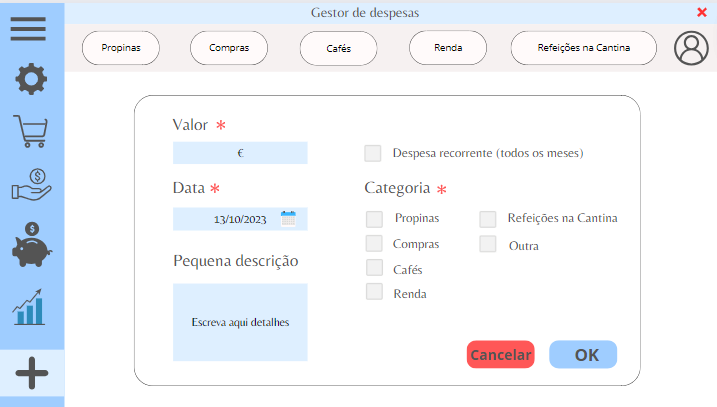 Gestor de despesas
Propinas
Compras
Cafés
Renda
Refeições na Cantina
Valor *
€
Despesa recorrente (todos os meses)
Data *
13/10/2023
Categoria *
Propinas
Refeições na Cantina
Compras
Outra
Cafés
Renda
Pequena descrição
Escreva aqui detalhes
Cancelar
OK